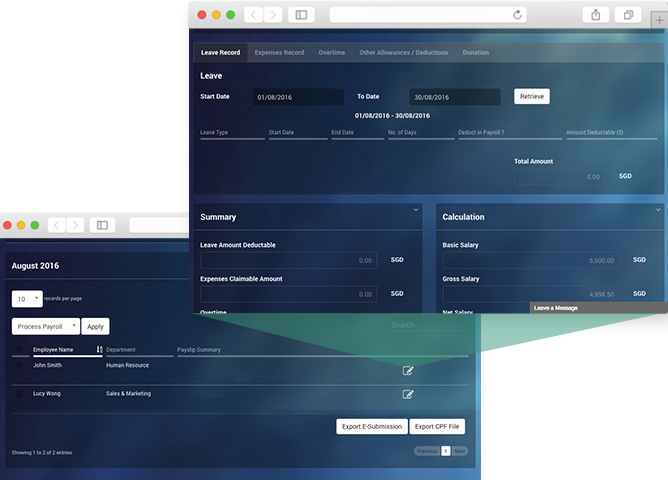 Leave Record Expenses Record Overtime Other Allowances / Deductions Donation
Leave
Start Date 01/08/2016 To Date 30/08/2016 Retrieve
01/08/2016 - 30/08/2016
Leave Type Start Date End Date No. of Days Deduct in Payroll ? Amount Deductable ($)
Total Amount
0.00 SGD
Summary
Leave Amount Deductable
0.00 SGD
Expenses Claimable Amount
0.00 SGD
Overtime
Calculation
Basic Salary
5,000.00 SGD
Gross Salary
4,998.50 SGD
Net Salary
Leave a Message
August 2016
10 records per page
Process Payroll Apply
Search
Employee Name Department Payslip Summary
John Smith Human Resource
Lucy Wong Sales & Marketing
Export E-Submission Export CPF File
Showing 1 to 2 of 2 entries Previous 1 Next